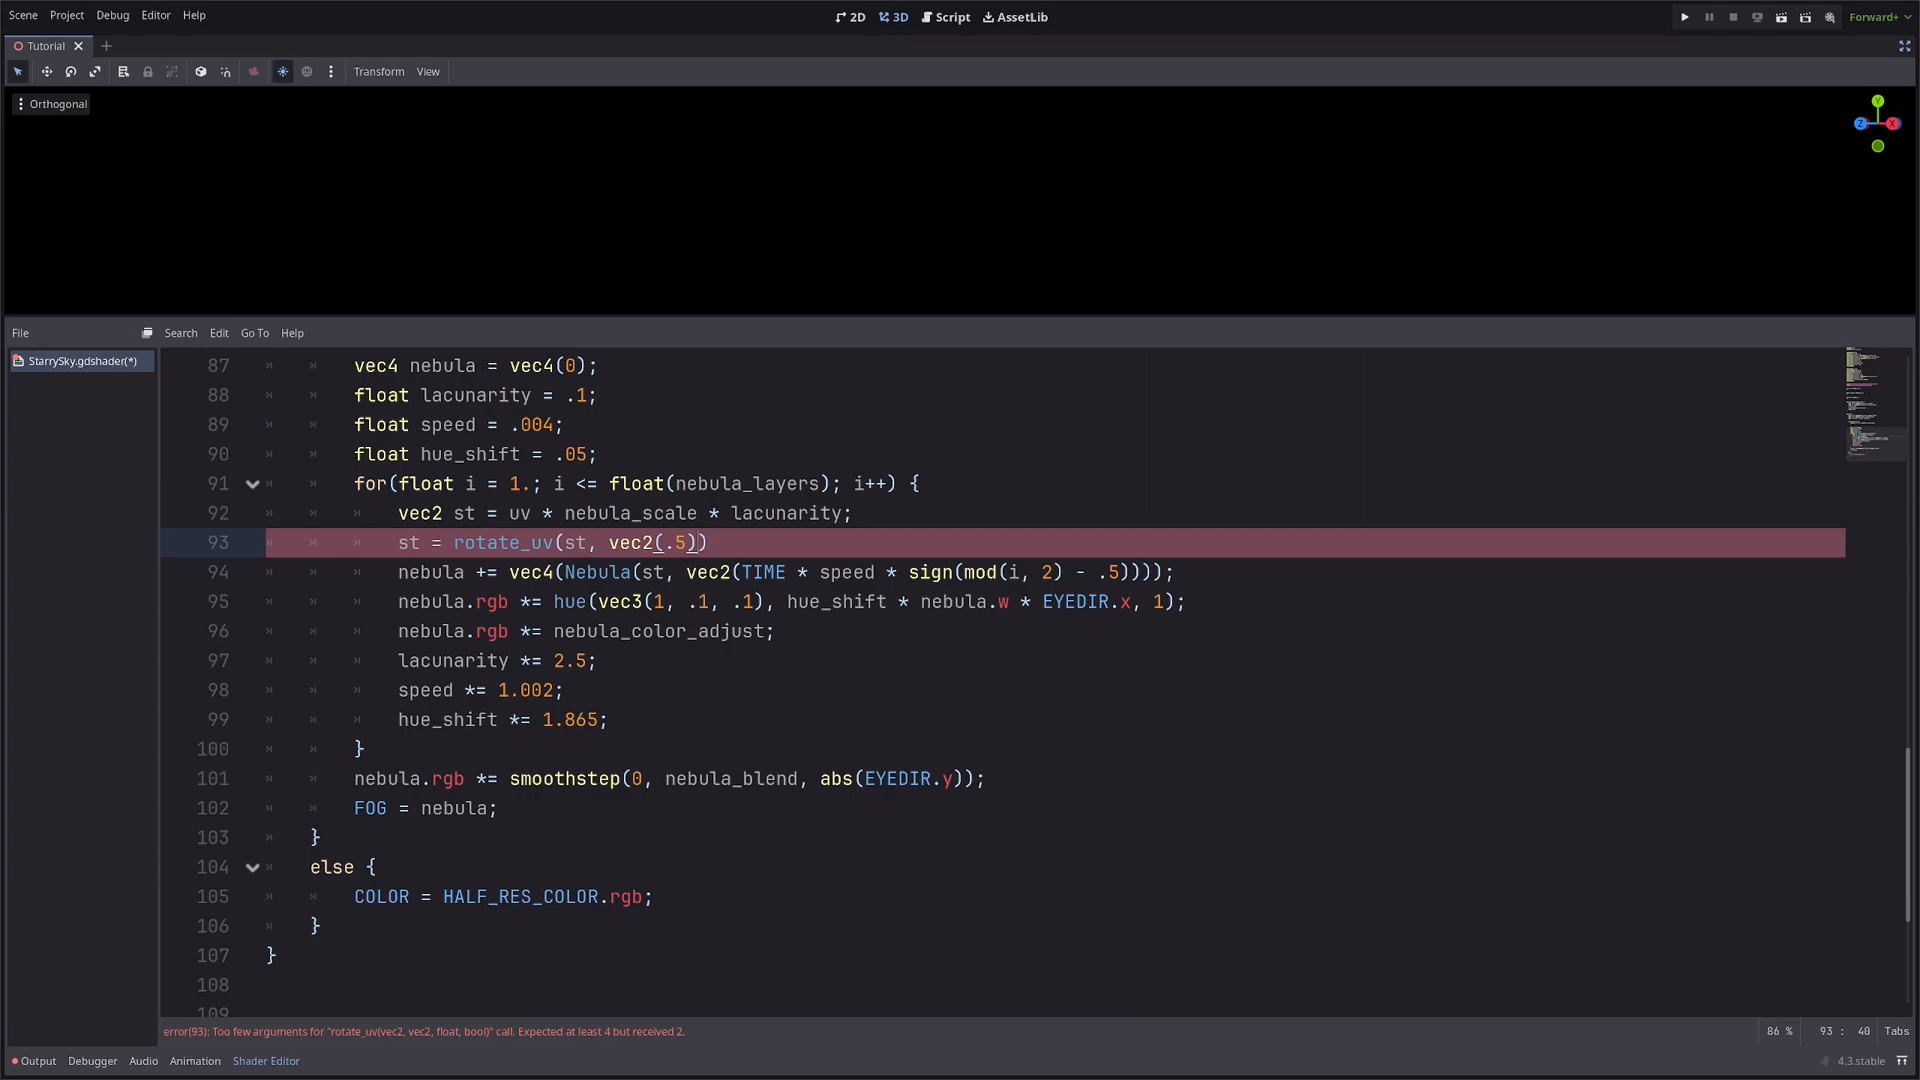 Scene Project Debug Editor Help
2D 3D Script AssetLib
Forward+
Tutorial
Transform View
Orthogonal
Y
Z X
File Search Edit Go To Help
StarrySky.gdshader(*)
87 vec4 nebula = vec4(0);
88 float lacunarity = .1;
89 float speed = .004;
90 float hue_shift = .05;
91 for(float i = 1.; i <= float(nebula_layers); i++) {
92 vec2 st = uv * nebula_scale * lacunarity;
93 st = rotate_uv(st, vec2(.5))
94 nebula += vec4(Nebula(st, vec2(TIME * speed * sign(mod(i, 2) - .5))));
95 nebula.rgb *= hue(vec3(1, .1, .1), hue_shift * nebula.w * EYEDIR.x, 1);
96 nebula.rgb *= nebula_color_adjust;
97 lacunarity *= 2.5;
98 speed *= 1.002;
99 hue_shift *= 1.865;
100 }
101 nebula.rgb *= smoothstep(0, nebula_blend, abs(EYEDIR.y));
102 FOG = nebula;
103 }
104 else {
105 COLOR = HALF_RES_COLOR.rgb;
106 }
107 }
108
109
error(93): Too few arguments for "rotate_uv(vec2, vec2, float, bool)" call. Expected at least 4 but received 2.
86 % 93 : 40 Tabs
Output Debugger Audio Animation Shader Editor
4.3.stable